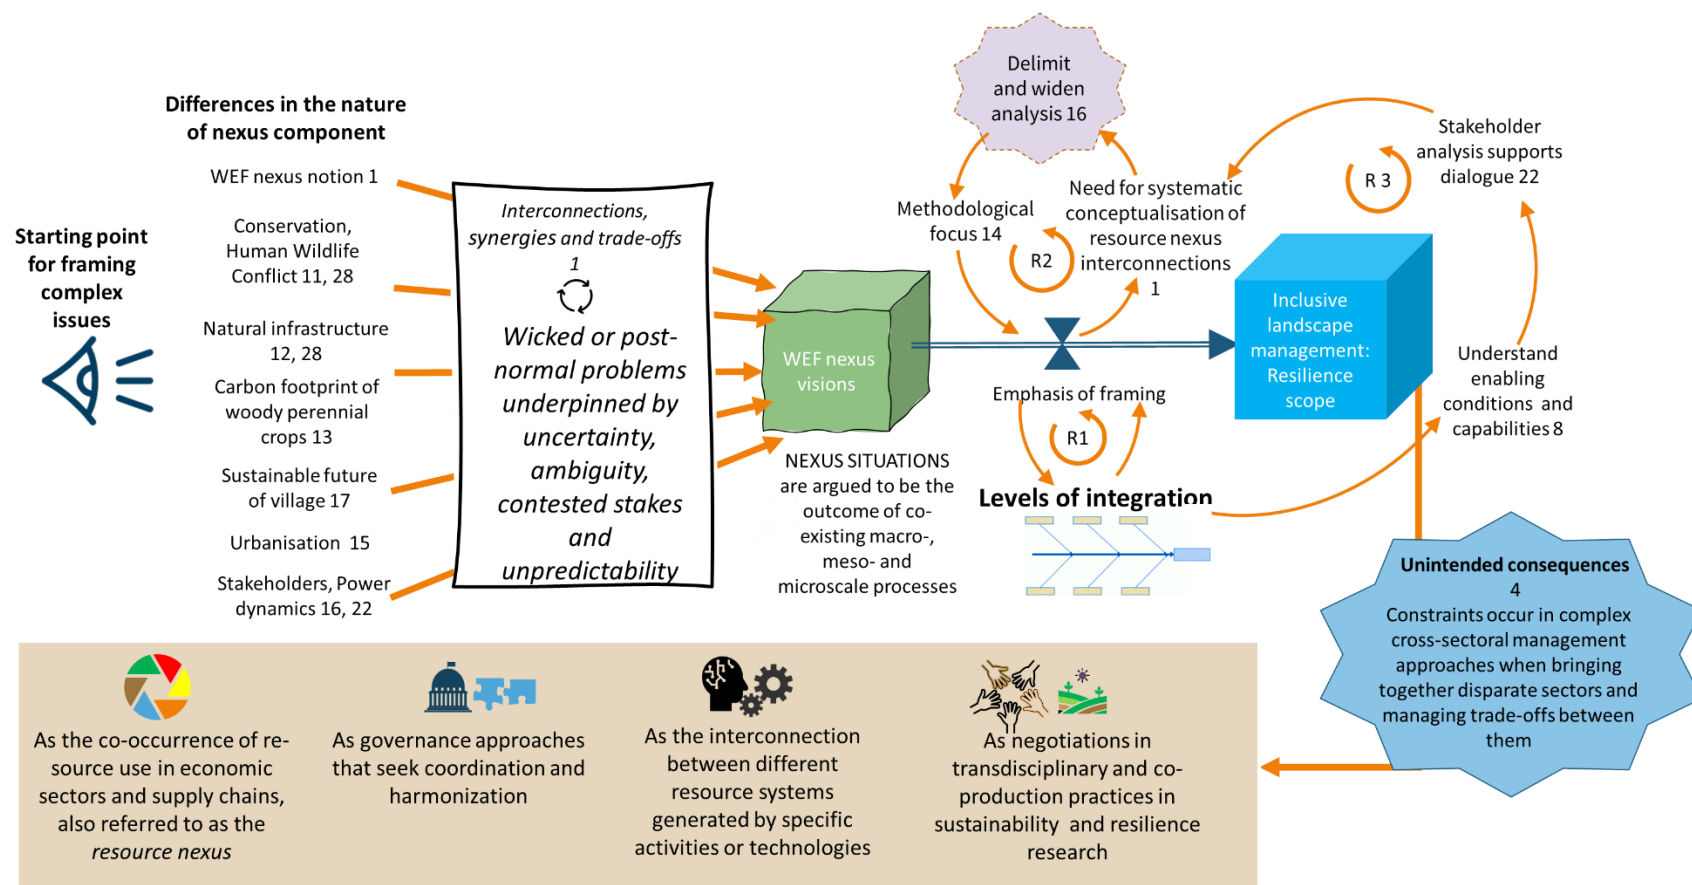 Starting point
for framing
complex
issues
Differences in the nature
of nexus component
WEF nexus notion 1
Conservation,
Human Wildlife
Conflict 11, 28
Natural infrastructure
12, 28
Carbon footprint of
woody perennial
crops 13
Sustainable future
of village 17
Urbanisation 15
Stakeholders, Power
dynamics 16, 22
Interconnections,
synergies and trade-offs
1
Wicked or post-
normal problems
underpinned by
uncertainty,
ambiguity,
contested stakes
and
unpredictability
WEF nexus
visions
NEXUS SITUATIONS
are argued to be the
outcome of co-
existing macro-,
meso- and
microscale processes
Delimit
and widen
analysis 16
Methodological
focus 14
R2
Need for systematic
conceptualisation of
resource nexus
interconnections
1
Emphasis of framing
R1
Levels of integration
Stakeholder
analysis supports
dialogue 22
R 3
Inclusive
landscape
management:
Resilience
scope
Understand
enabling
conditions and
capabilities 8
Unintended consequences
4
Constraints occur in complex
cross-sectoral management
approaches when bringing
together disparate sectors and
managing trade-offs between
them
As the co-occurrence of re-
source use in economic
sectors and supply chains,
also referred to as the
resource nexus
As governance approaches
that seek coordination and
harmonization
As the interconnection
between different
resource systems
generated by specific
activities or technologies
As negotiations in
transdisciplinary and co-
production practices in
sustainability and resilience
research